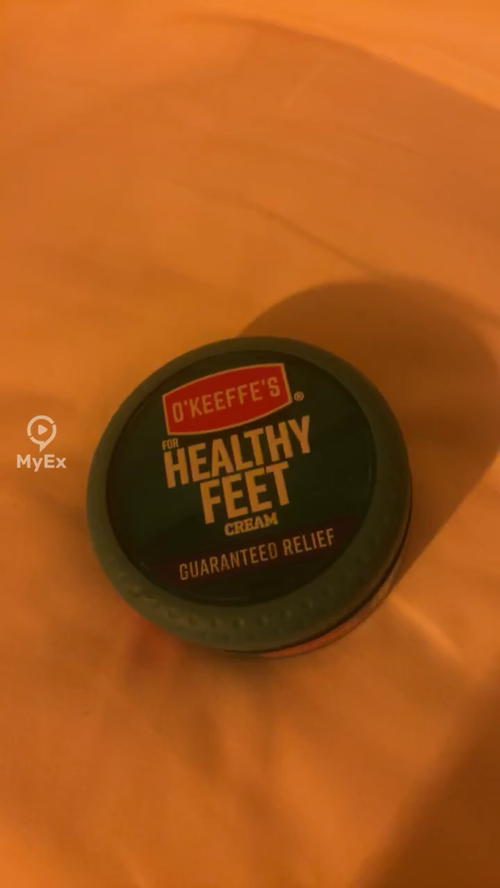 O'KEEFFE'S®
FOR
HEALTHY
FEET
CREAM
GUARANTEED RELIEF
MyEx